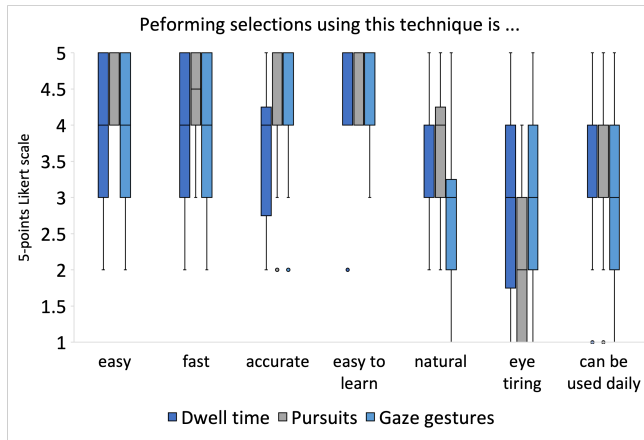 Peforming selections using this technique is ...
5-points Likert scale
5
4.5
4
3.5
3
2.5
2
1.5
1
easy
fast
accurate
easy to
learn
natural
eye
tiring
can be
used daily
Dwell time
Pursuits
Gaze gestures